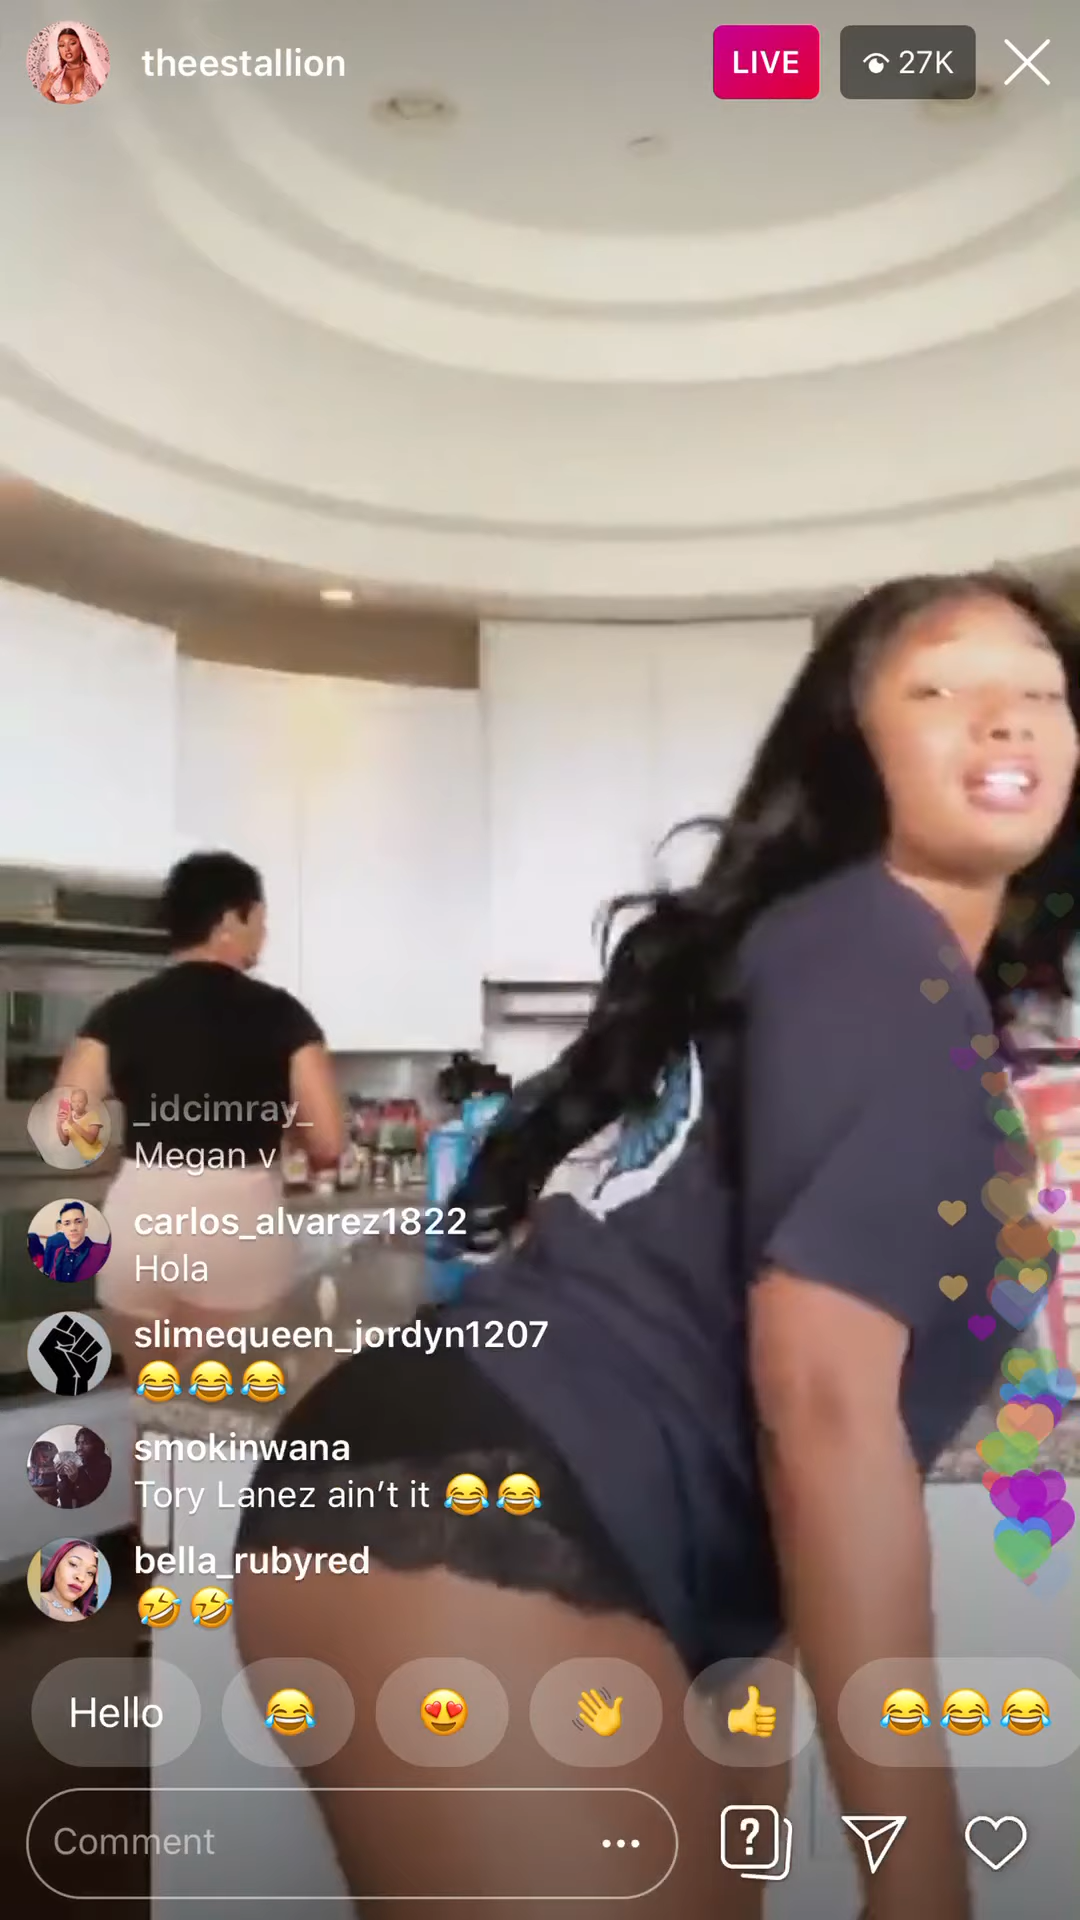 theestallion
LIVE
27K
_idcimray_
Megan v
carlos_alvarez1822
Hola
slimequeen_jordyn1207
😂😂😂
smokinwana
Tory Lanez ain’t it 😂😂
bella_rubyred
🤣🤣
Hello 😂 😍 👋 👍 😂😂😂
Comment